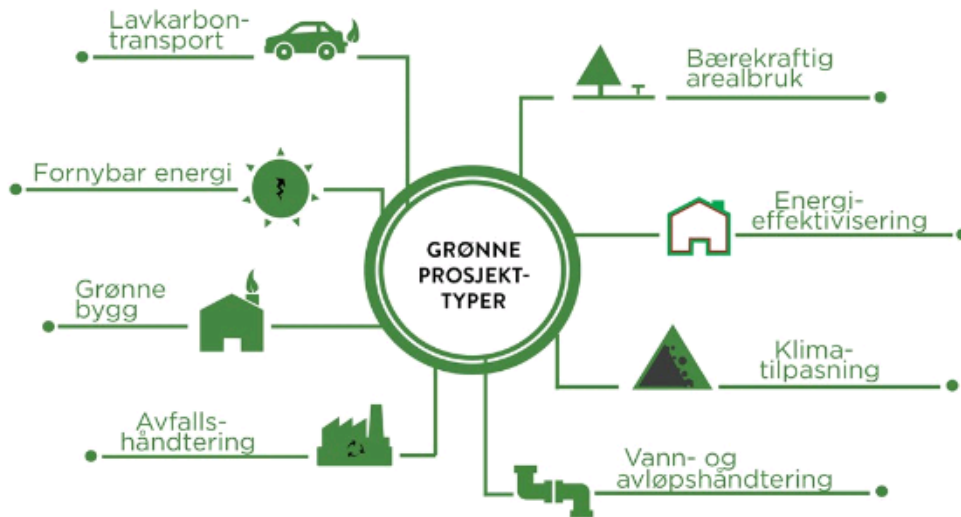 Lavkarbon-
transport
Fornybar energi
Grønne
bygg
Avfalls-
håndtering
GRØNNE
PROSJEKT-
TYPER
Bærekraftig
arealbruk
Energi-
effektivisering
Klima-
tilpasning
Vann- og
avløpshåndtering